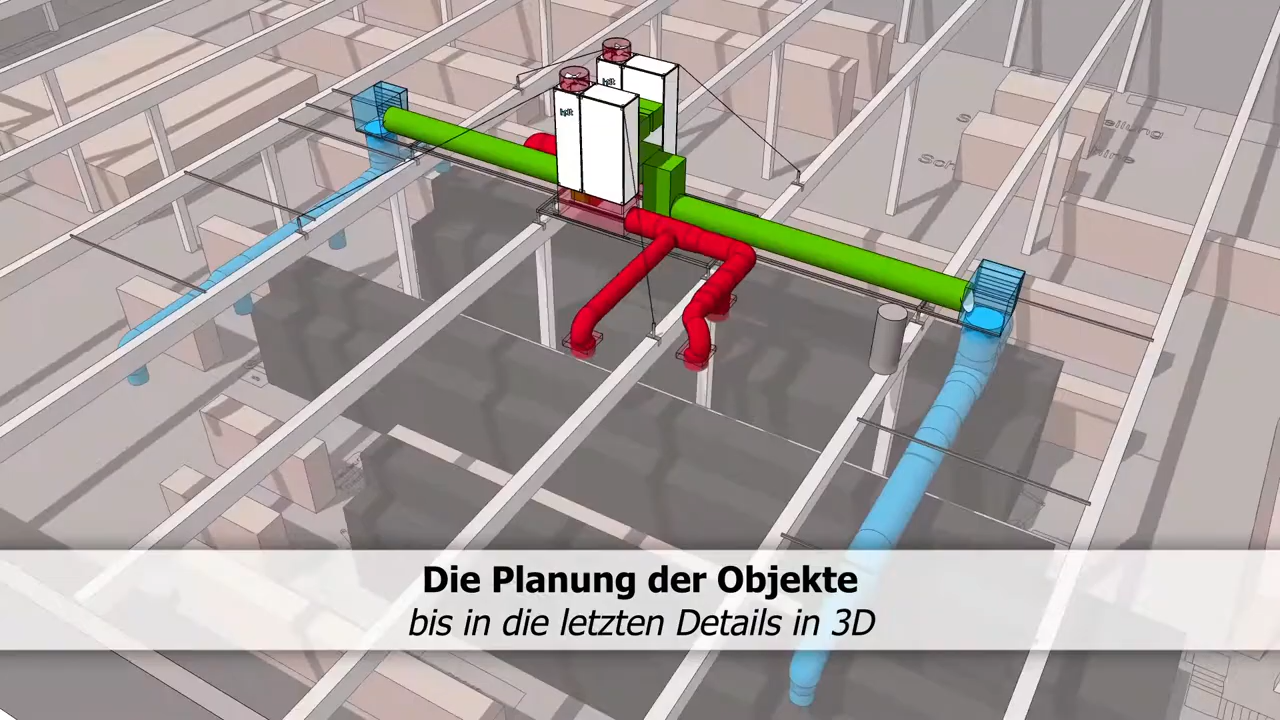 Die Planung der Objekte
bis in die letzten Details in 3D